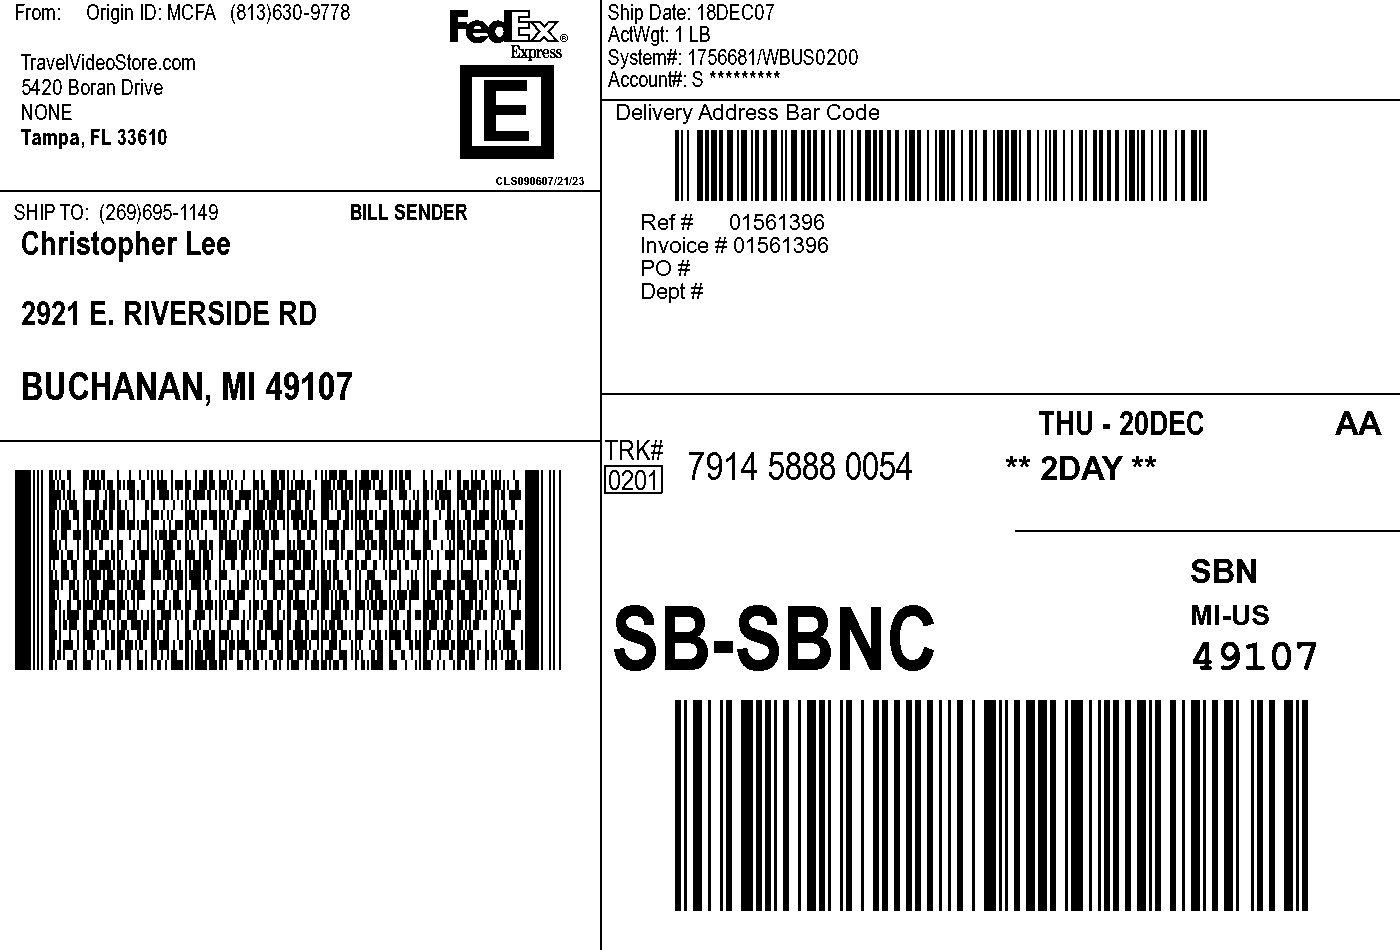 From: Origin ID: MCFA (813)630-9778
TravelVideoStore.com
5420 Boran Drive
NONE
Tampa, FL 33610
FedEx®
Express
E
CLS090607/21/23
Ship Date: 18DEC07
ActWgt: 1 LB
System#: 1756681/WBUS0200
Account#: S *********
Delivery Address Bar Code
Ref # 01561396
Invoice # 01561396
PO #
Dept #
SHIP TO: (269)695-1149 BILL SENDER
Christopher Lee
2921 E. RIVERSIDE RD
BUCHANAN, MI 49107
THU - 20DEC AA
TRK#
0201 7914 5888 0054 ** 2DAY **
SBN
SB-SBNC MI-US
49107